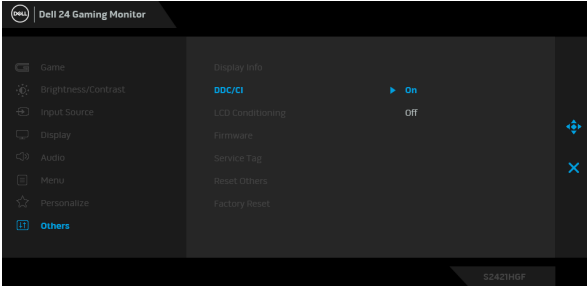 DELL Dell 24 Gaming Monitor
Game
Brightness/Contrast
Input Source
Display
Audio
Menu
Personalize
Others
Display Info
DDC/CI On
LCD Conditioning Off
Firmware
Service Tag
Reset Others
Factory Reset
S2421HGF